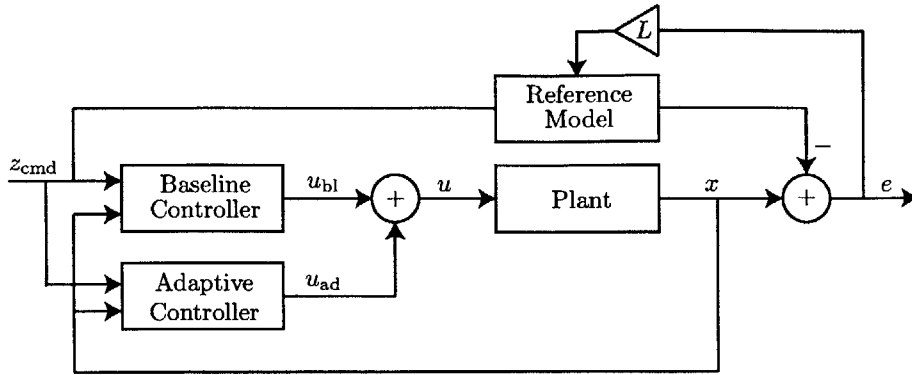 L
Reference
Model
−
z_cmd
Baseline
Controller
u_bl
+
u
Plant
x
+
e
Adaptive
Controller
u_ad